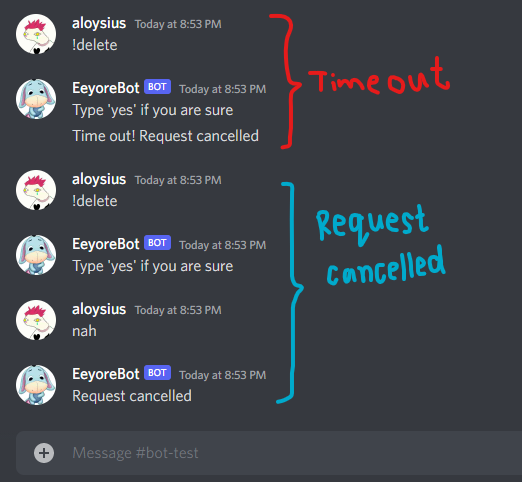 aloysius Today at 8:53 PM
!delete
EeyoreBot BOT Today at 8:53 PM
Type 'yes' if you are sure
Time out! Request cancelled
Timeout
aloysius Today at 8:53 PM
!delete
EeyoreBot BOT Today at 8:53 PM
Type 'yes' if you are sure
aloysius Today at 8:53 PM
nah
EeyoreBot BOT Today at 8:53 PM
Request cancelled
Request
cancelled
Message #bot-test